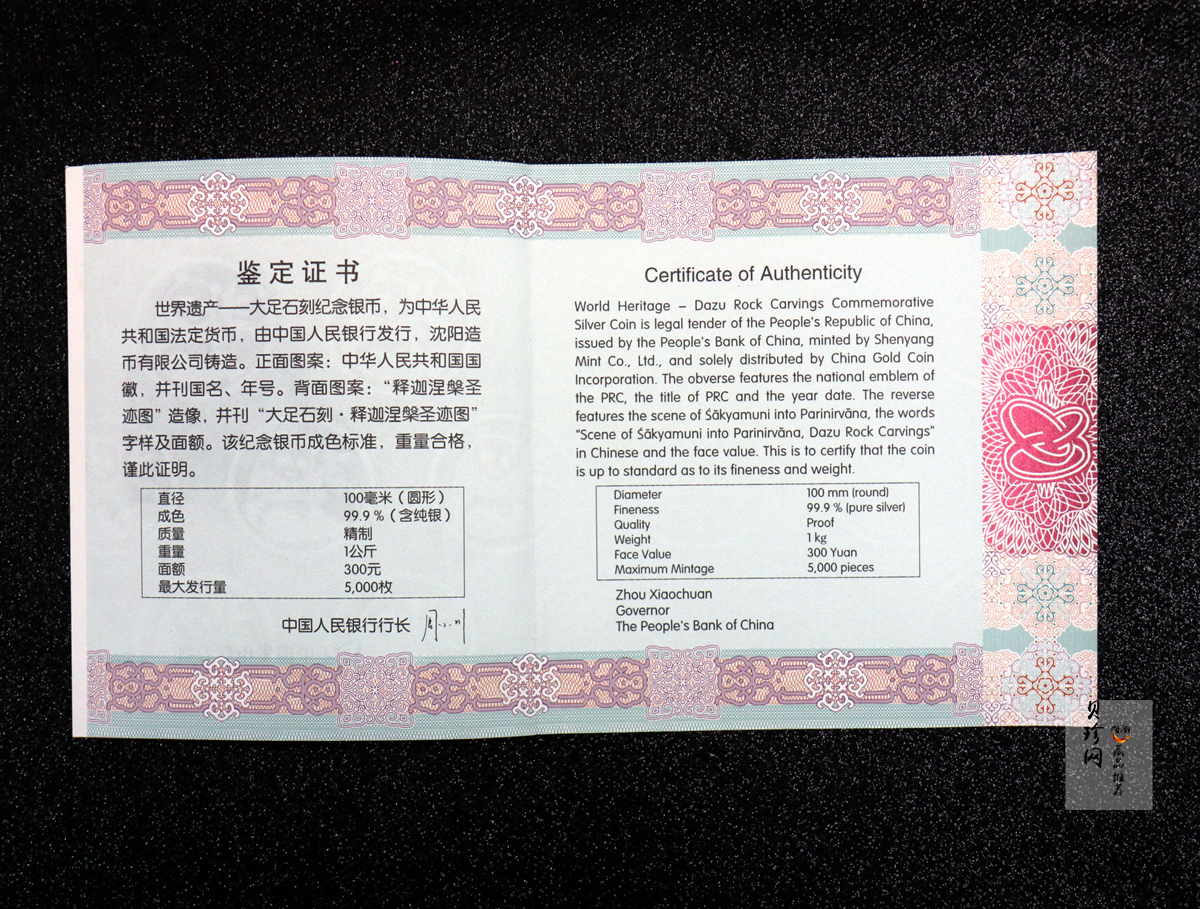 鉴定证书
世界遗产——大足石刻纪念银币，为中华人民
共和国法定货币，由中国人民银行发行，沈阳造
币有限公司铸造。正面图案：中华人民共和国国
徽，并刊国名、年号。背面图案：“释迦涅槃圣
迹图”造像，并刊“大足石刻·释迦涅槃圣迹图”
字样及面额。该纪念银币成色标准，重量合格，
谨此证明。
直径 100毫米（圆形）
成色 99.9 %（含纯银）
质量 精制
重量 1公斤
面额 300元
最大发行量 5,000枚
中国人民银行行长
Certificate of Authenticity
World Heritage – Dazu Rock Carvings Commemorative
Silver Coin is legal tender of the People's Republic of China,
issued by the People's Bank of China, minted by Shenyang
Mint Co., Ltd., and solely distributed by China Gold Coin
Incorporation. The obverse features the national emblem of
the PRC, the title of PRC and the year date. The reverse
features the scene of Śākyamuni into Parinirvāna, the words
"Scene of Śākyamuni into Parinirvāna, Dazu Rock Carvings"
in Chinese and the face value. This is to certify that the coin
is up to standard as to its fineness and weight.
Diameter 100 mm (round)
Fineness 99.9 % (pure silver)
Quality Proof
Weight 1 kg
Face Value 300 Yuan
Maximum Mintage 5,000 pieces
Zhou Xiaochuan
Governor
The People's Bank of China
贝珍网